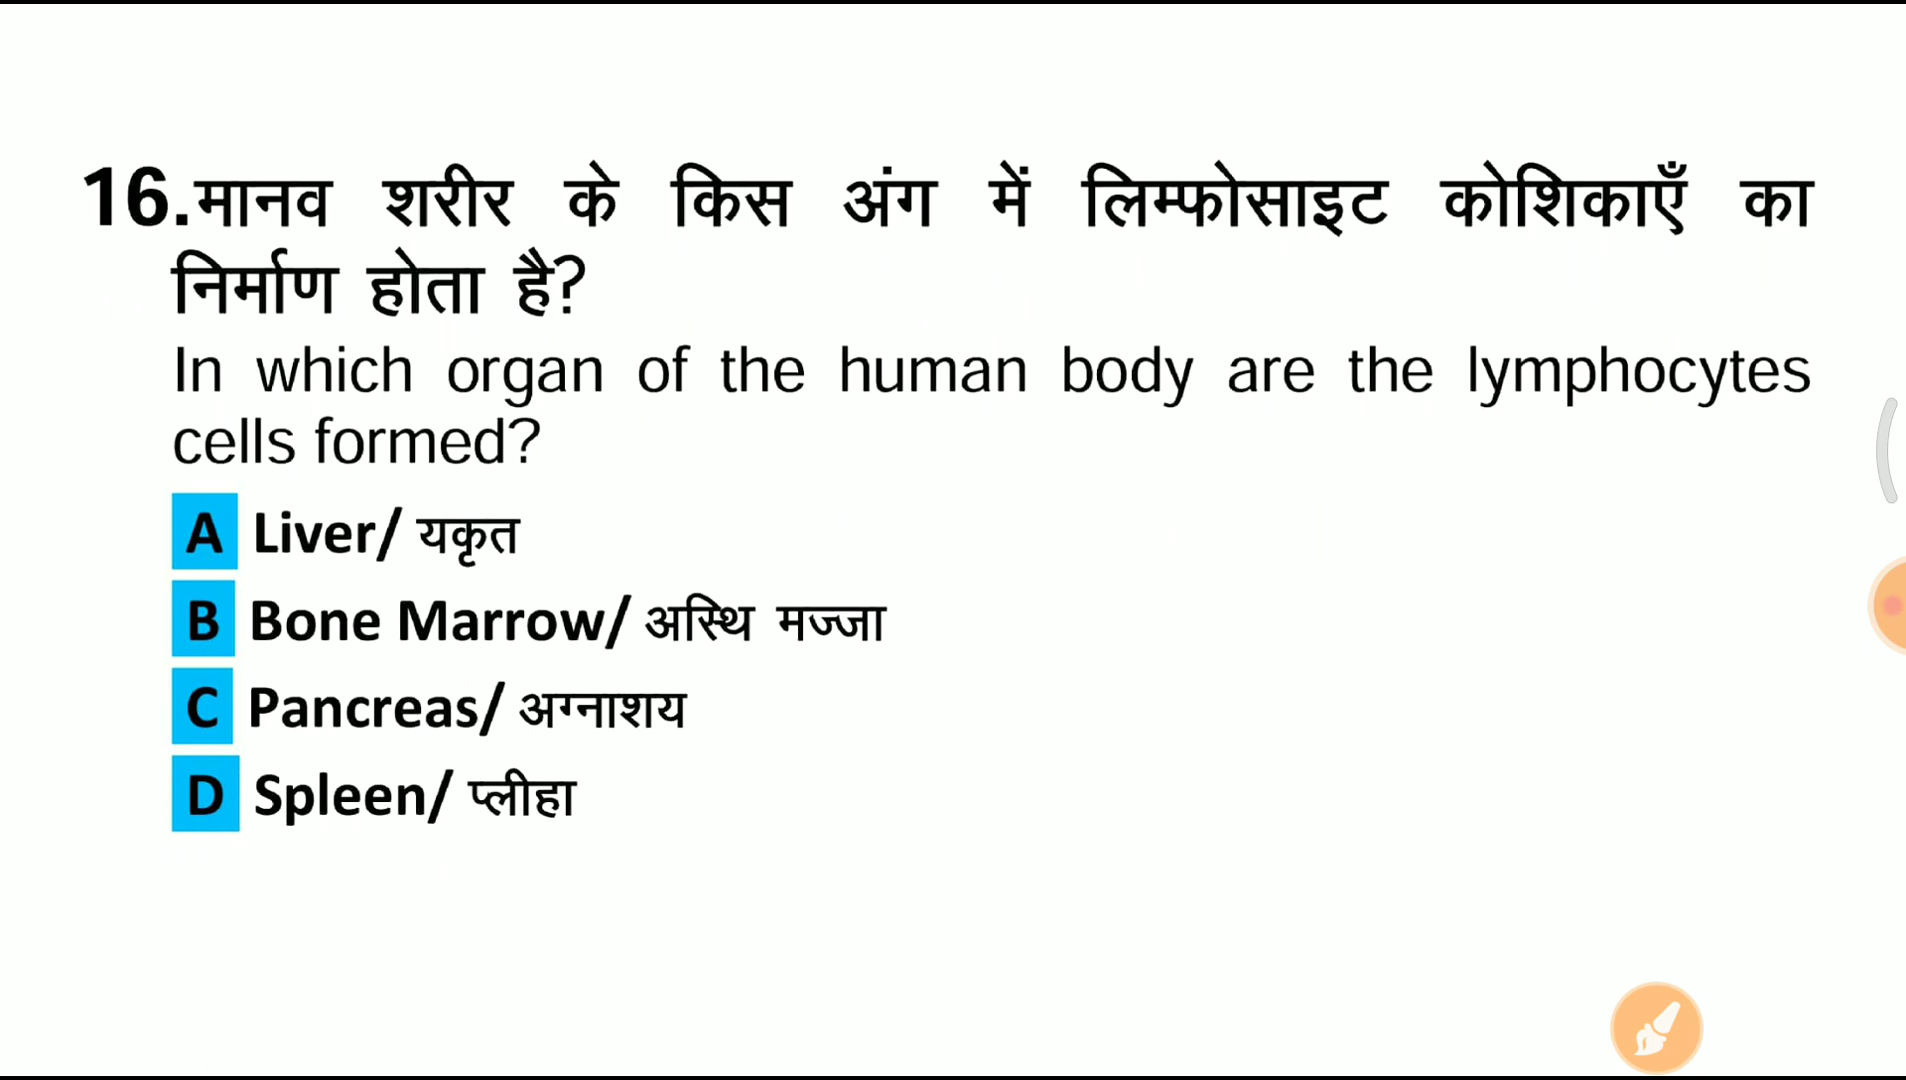 16.मानव शरीर के किस अंग में लिम्फोसाइट कोशिकाएँ का
निर्माण होता है?
In which organ of the human body are the lymphocytes
cells formed?
A Liver/ यकृत
B Bone Marrow/ अस्थि मज्जा
C Pancreas/ अग्नाशय
D Spleen/ प्लीहा